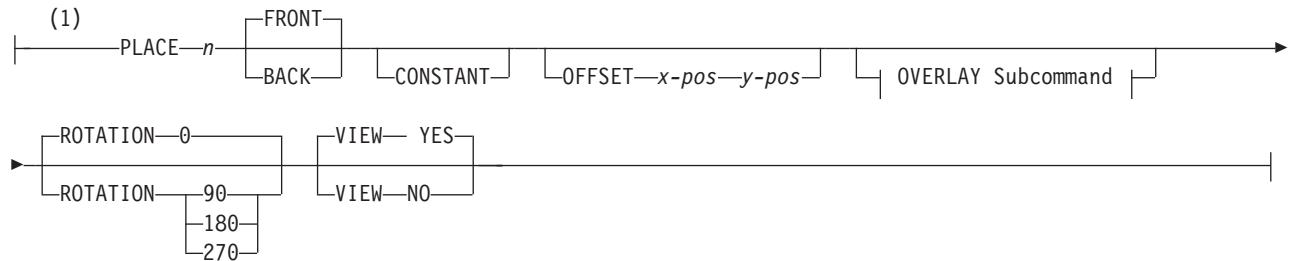 (1)
PLACE n FRONT
BACK CONSTANT OFFSET x-pos y-pos OVERLAY Subcommand
ROTATION 0 VIEW YES
ROTATION 90 VIEW NO
180
270